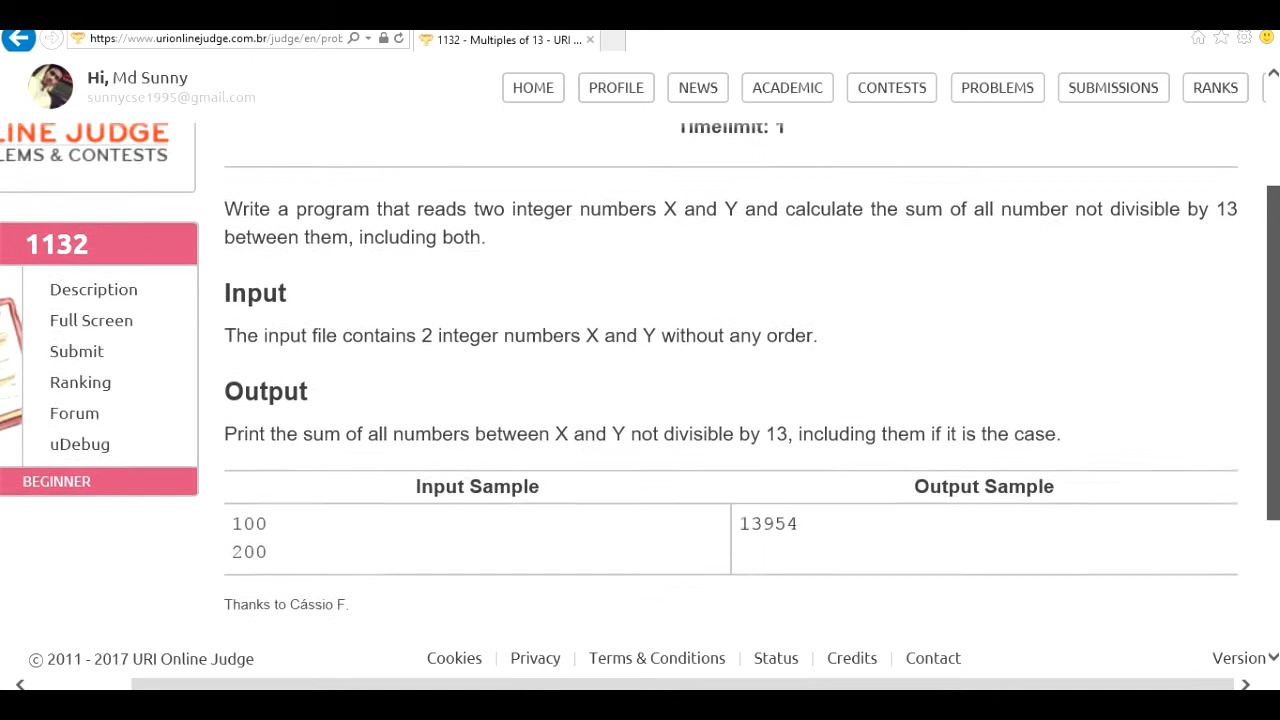 https://www.urionlinejudge.com.br/judge/en/prob
1132 - Multiples of 13 - URI ...
Hi, Md Sunny
sunnycse1995@gmail.com
HOME
PROFILE
NEWS
ACADEMIC
CONTESTS
PROBLEMS
SUBMISSIONS
RANKS
LINE JUDGE
LEMS & CONTESTS
Timelimit: 1
1132
Description
Full Screen
Submit
Ranking
Forum
uDebug
BEGINNER
Write a program that reads two integer numbers X and Y and calculate the sum of all number not divisible by 13
between them, including both.
Input
The input file contains 2 integer numbers X and Y without any order.
Output
Print the sum of all numbers between X and Y not divisible by 13, including them if it is the case.
Input Sample
Output Sample
100
200
13954
Thanks to Cássio F.
© 2011 - 2017 URI Online Judge
Cookies
Privacy
Terms & Conditions
Status
Credits
Contact
Version